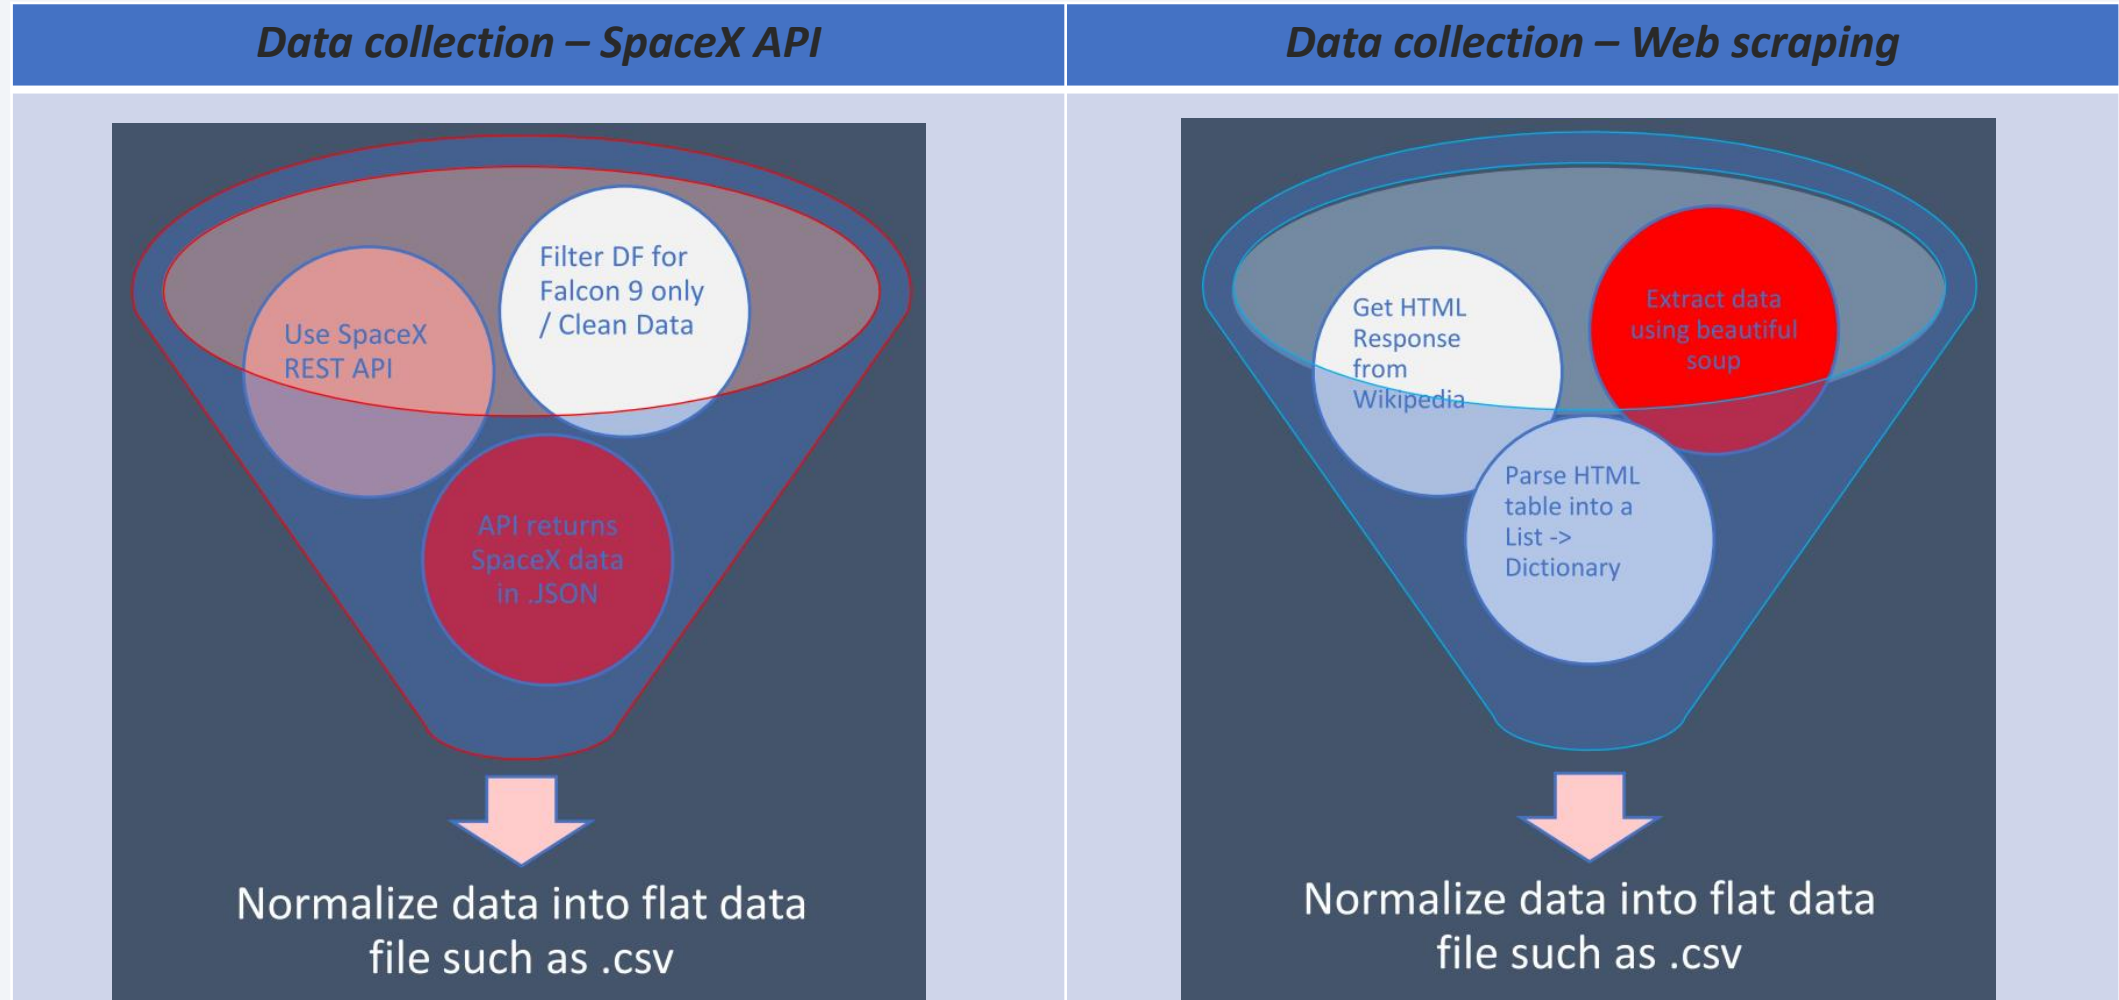 Data collection – SpaceX API
Use SpaceX
REST API
Filter DF for
Falcon 9 only
/ Clean Data
API returns
SpaceX data
in .JSON
Normalize data into flat data
file such as .csv
Data collection – Web scraping
Get HTML
Response
from
Wikipedia
Extract data
using beautiful
soup
Parse HTML
table into a
List ->
Dictionary
Normalize data into flat data
file such as .csv